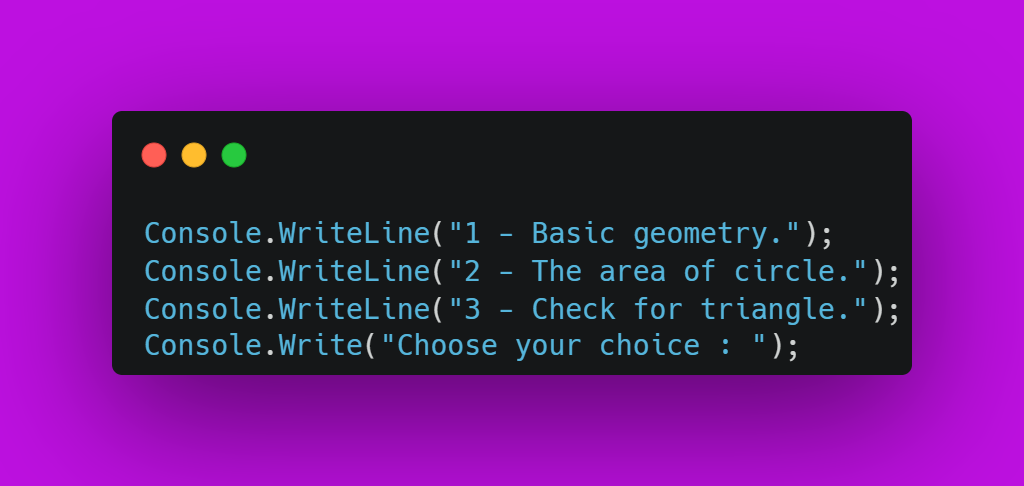 Console.WriteLine("1 - Basic geometry.");
Console.WriteLine("2 - The area of circle.");
Console.WriteLine("3 - Check for triangle.");
Console.Write("Choose your choice : ");